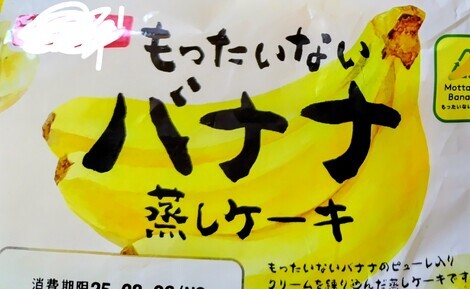 もったいない
バナナ
蒸しケーキ
Motta
Bana
もったいない
消費期限
もったいないバナナのピューレ入り
クリームを練り込んだ蒸しケーキです